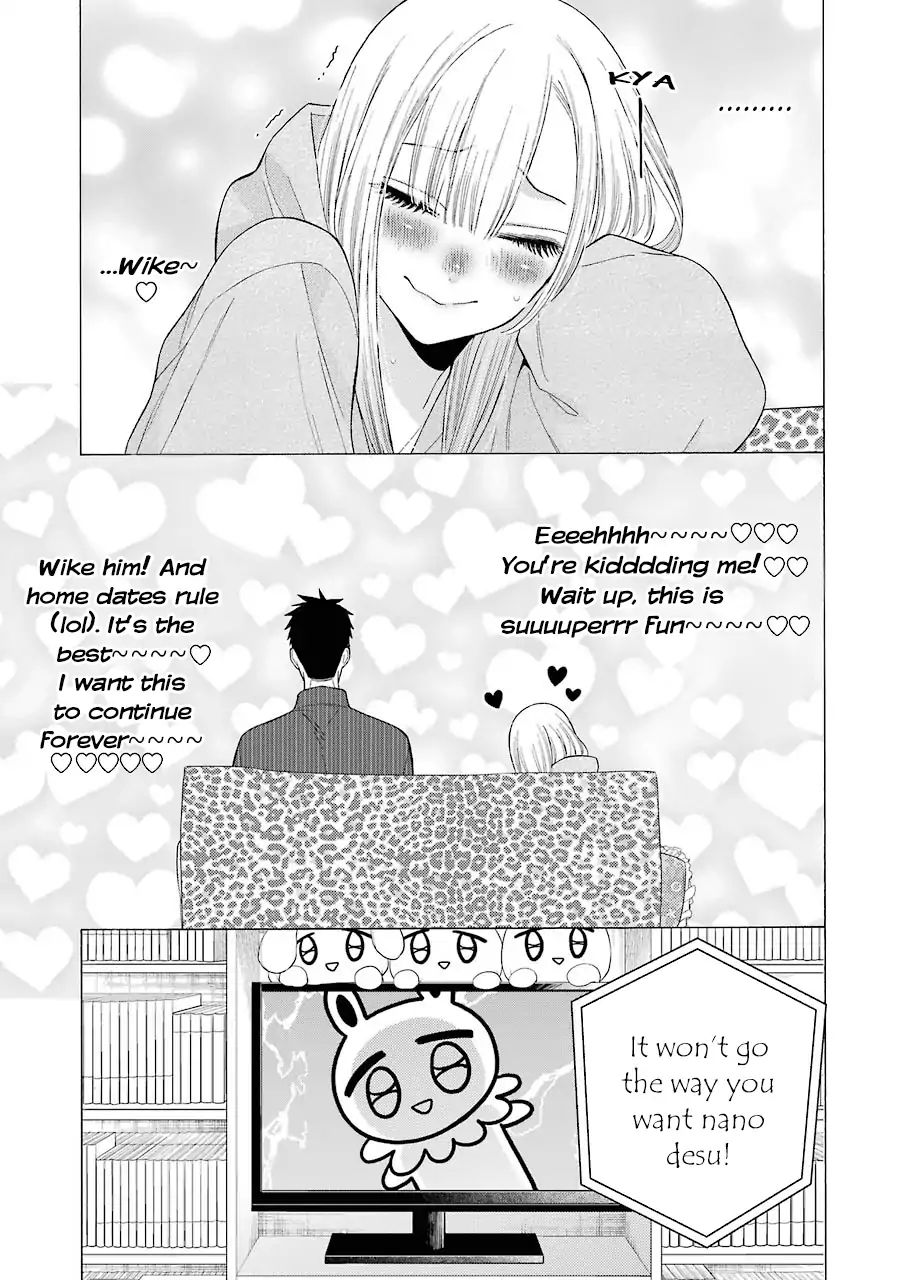 KYA
.........
...Wike~
♡
Eeeehhhh~~~~♡♡♡
You're kidddding me!♡♡
Wait up, this is
suuuuperrr Fun~~~~♡♡
Wike him! And
home dates rule
(lol). It's the
best~~~~♡
I want this
to continue
Forever~~~~
♡♡♡♡♡
It won't go
the way you
want nano
desu!